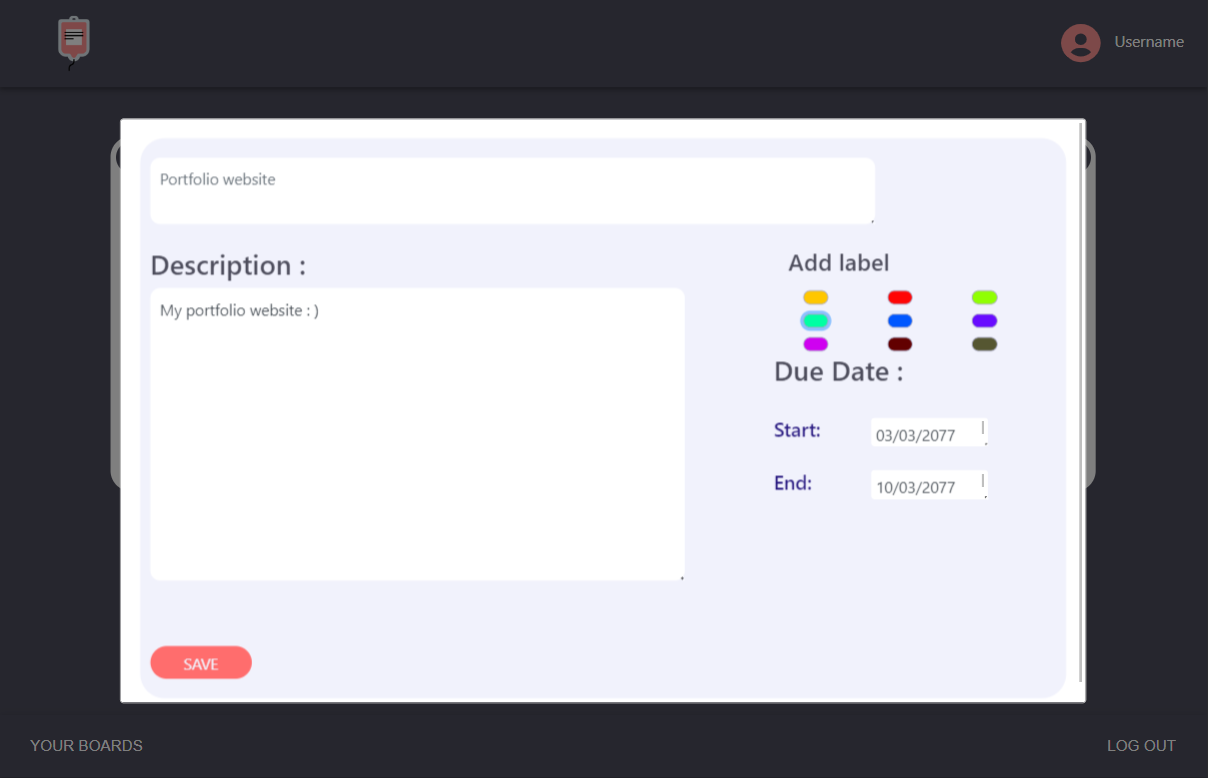 Username
Portfolio website
Description :
My portfolio website : )
Add label
Due Date :
Start:
03/03/2077
End:
10/03/2077
SAVE
YOUR BOARDS
LOG OUT